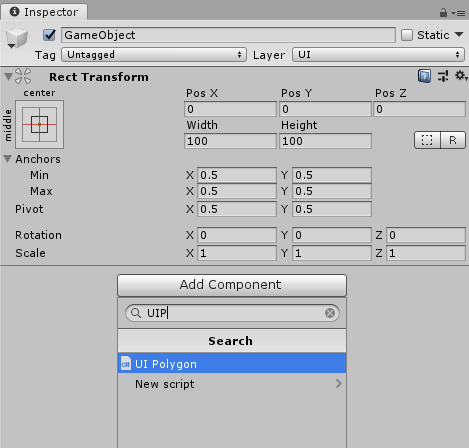 Inspector
GameObject Static
Tag Untagged Layer UI
Rect Transform
center Pos X Pos Y Pos Z
middle 0 0 0
Width Height
100 100 R
Anchors
Min X 0.5 Y 0.5
Max X 0.5 Y 0.5
Pivot X 0.5 Y 0.5
Rotation X 0 Y 0 Z 0
Scale X 1 Y 1 Z 1
Add Component
UIP
Search
UI Polygon
New script